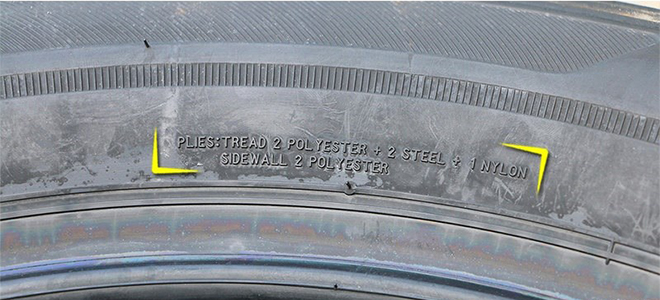 PLIES:TREAD 2 POLYESTER + 2 STEEL + 1 NYLON
SIDEWALL 2 POLYESTER